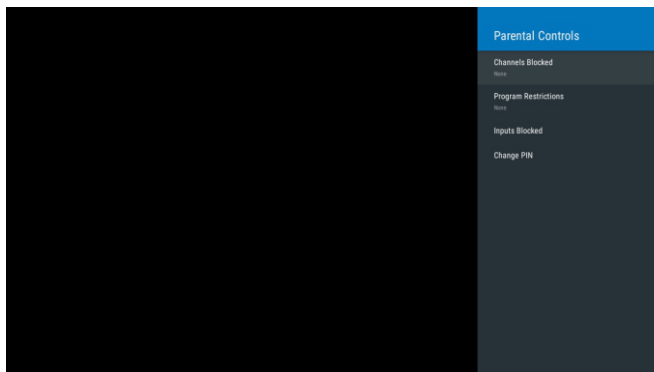 Parental Controls
Channels Blocked
None
Program Restrictions
None
Inputs Blocked
Change PIN